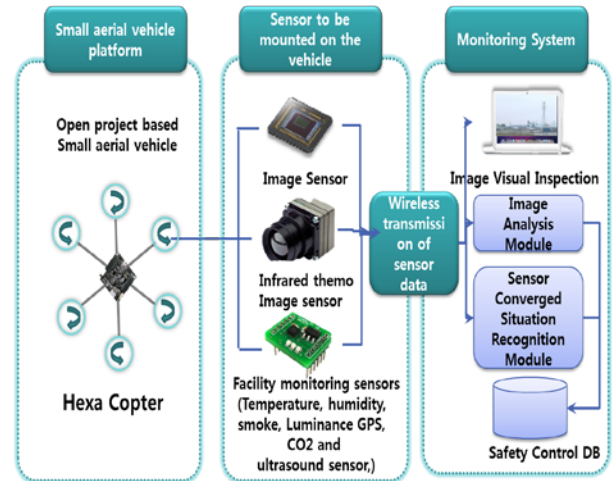 Small aerial vehicle
platform
Open project based
Small aerial vehicle
Hexa Copter
Sensor to be
mounted on the
vehicle
Image Sensor
Infrared themo
Image sensor
Facility monitoring sensors
(Temperature, humidity,
smoke, Luminance GPS,
CO2 and
ultrasound sensor,)
Wireless
transmissi
on of
sensor
data
Monitoring System
Image Visual Inspection
Image
Analysis
Module
Sensor
Converged
Situation
Recognition
Module
Safety Control DB